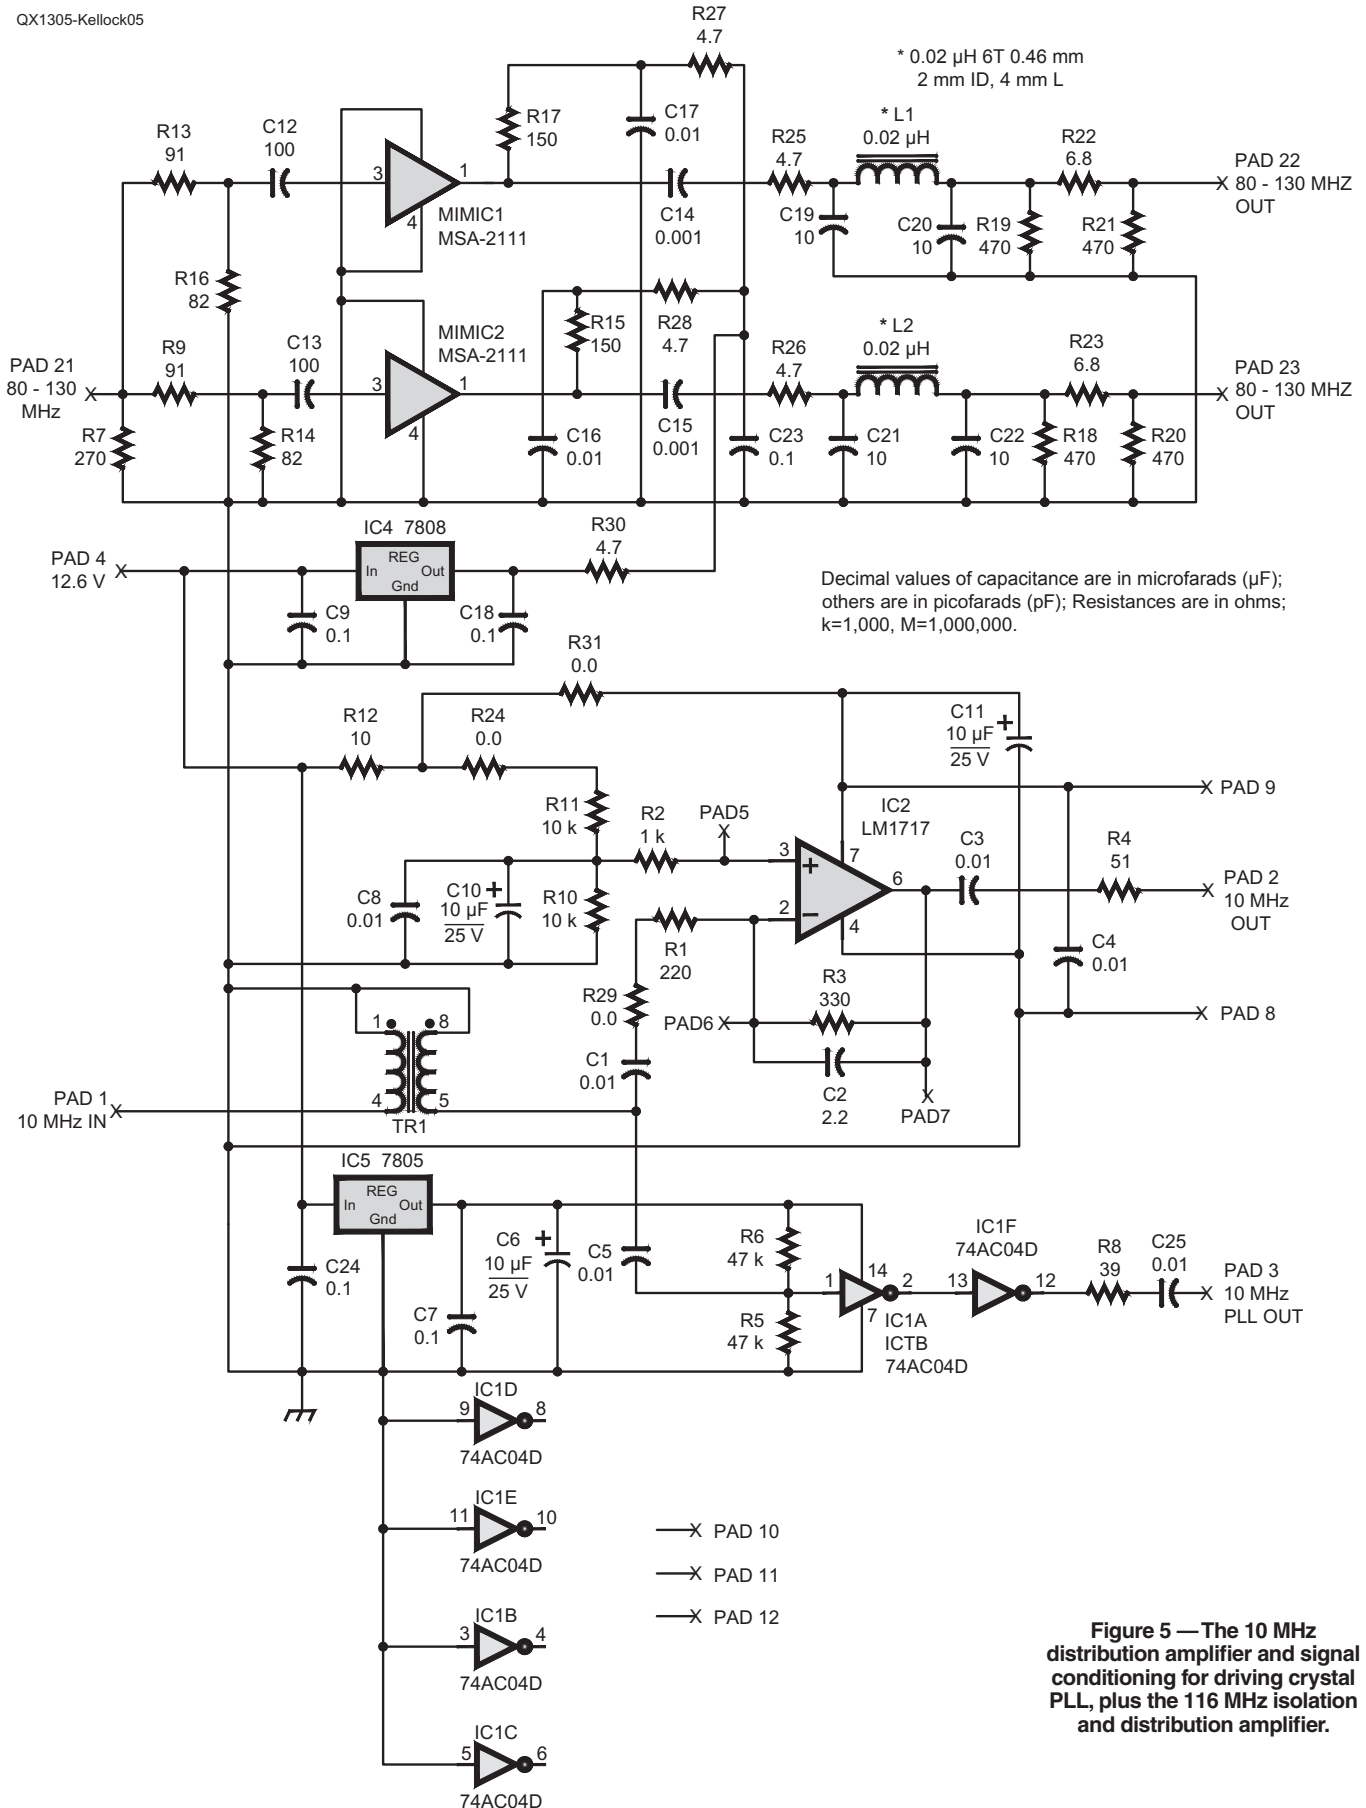 QX1305-Kellock05
R27
4.7
* 0.02 µH 6T 0.46 mm
2 mm ID, 4 mm L
R13
91
C12
100
R17
150
C17
0.01
R25
4.7
* L1
0.02 µH
R22
6.8
PAD 22
80 - 130 MHZ
OUT
3
1
4
MIMIC1
MSA-2111
C14
0.001
C19
10
C20
10
R19
470
R21
470
R16
82
R15
150
R28
4.7
PAD 21
80 - 130
MHz
R9
91
C13
100
MIMIC2
MSA-2111
3
1
4
R26
4.7
* L2
0.02 µH
R23
6.8
PAD 23
80 - 130 MHZ
OUT
R7
270
R14
82
C16
0.01
C15
0.001
C23
0.1
C21
10
C22
10
R18
470
R20
470
PAD 4
12.6 V
IC4 7808
REG
In
Out
Gnd
R30
4.7
C9
0.1
C18
0.1
Decimal values of capacitance are in microfarads (µF);
others are in picofarads (pF); Resistances are in ohms;
k=1,000, M=1,000,000.
R31
0.0
R12
10
R24
0.0
C11
+
10 µF
25 V
R11
10 k
R2
1 k
PAD5
IC2
LM1717
PAD 9
3
+
7
6
2
–
4
C3
0.01
R4
51
PAD 2
10 MHz
OUT
C8
0.01
C10
+
10 µF
25 V
R10
10 k
R1
220
C4
0.01
R29
0.0
PAD6
R3
330
PAD 8
1
8
4
5
TR1
C1
0.01
C2
2.2
PAD7
PAD 1
10 MHz IN
IC5 7805
REG
In
Out
Gnd
C24
0.1
C7
0.1
C6
+
10 µF
25 V
C5
0.01
R6
47 k
R5
47 k
1
14
2
7
IC1A
ICTB
74AC04D
IC1F
74AC04D
13
12
R8
39
C25
0.01
PAD 3
10 MHz
PLL OUT
IC1D
9
8
74AC04D
IC1E
11
10
74AC04D
IC1B
3
4
74AC04D
IC1C
5
6
74AC04D
PAD 10
PAD 11
PAD 12
Figure 5 — The 10 MHz
distribution amplifier and signal
conditioning for driving crystal
PLL, plus the 116 MHz isolation
and distribution amplifier.